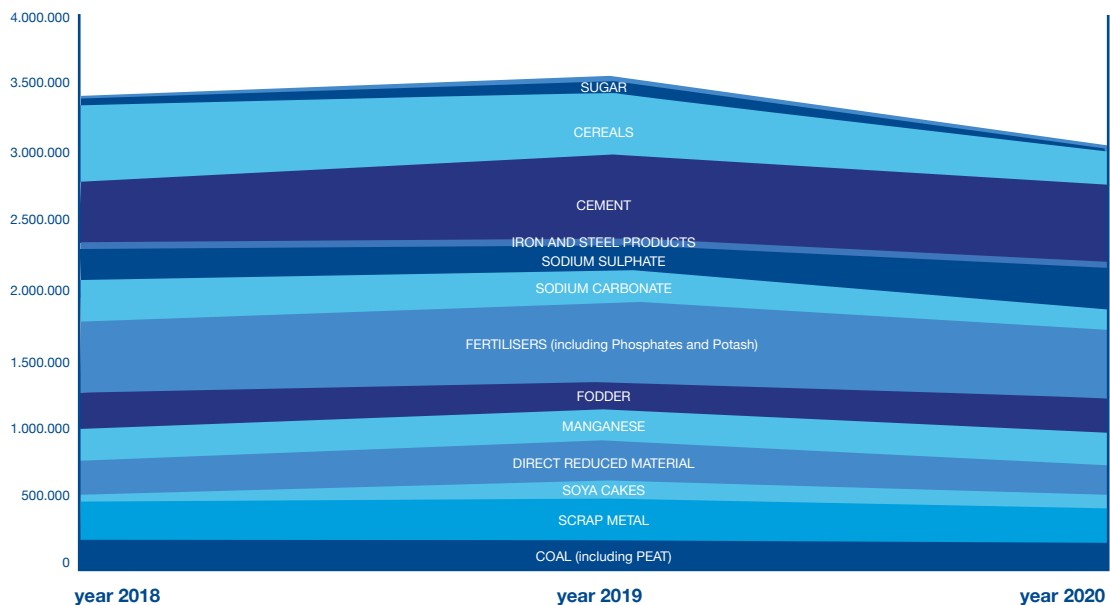 4.000.000
3.500.000
3.000.000
2.500.000
2.000.000
1.500.000
1.000.000
500.000
0
SUGAR
CEREALS
CEMENT
IRON AND STEEL PRODUCTS
SODIUM SULPHATE
SODIUM CARBONATE
FERTILISERS (including Phosphates and Potash)
FODDER
MANGANESE
DIRECT REDUCED MATERIAL
SOYA CAKES
SCRAP METAL
COAL (including PEAT)
year 2018
year 2019
year 2020